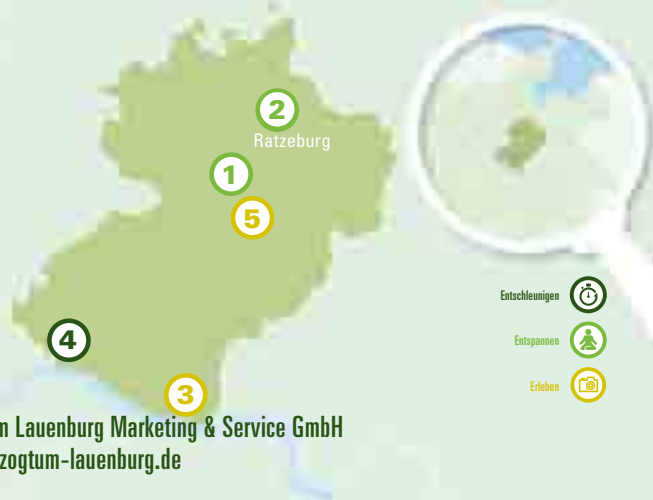 2
Ratzeburg
1
5
Entschleunigen
4
Entspannen
Erleben
3
Lauenburg Marketing & Service GmbH
zogtum-lauenburg.de